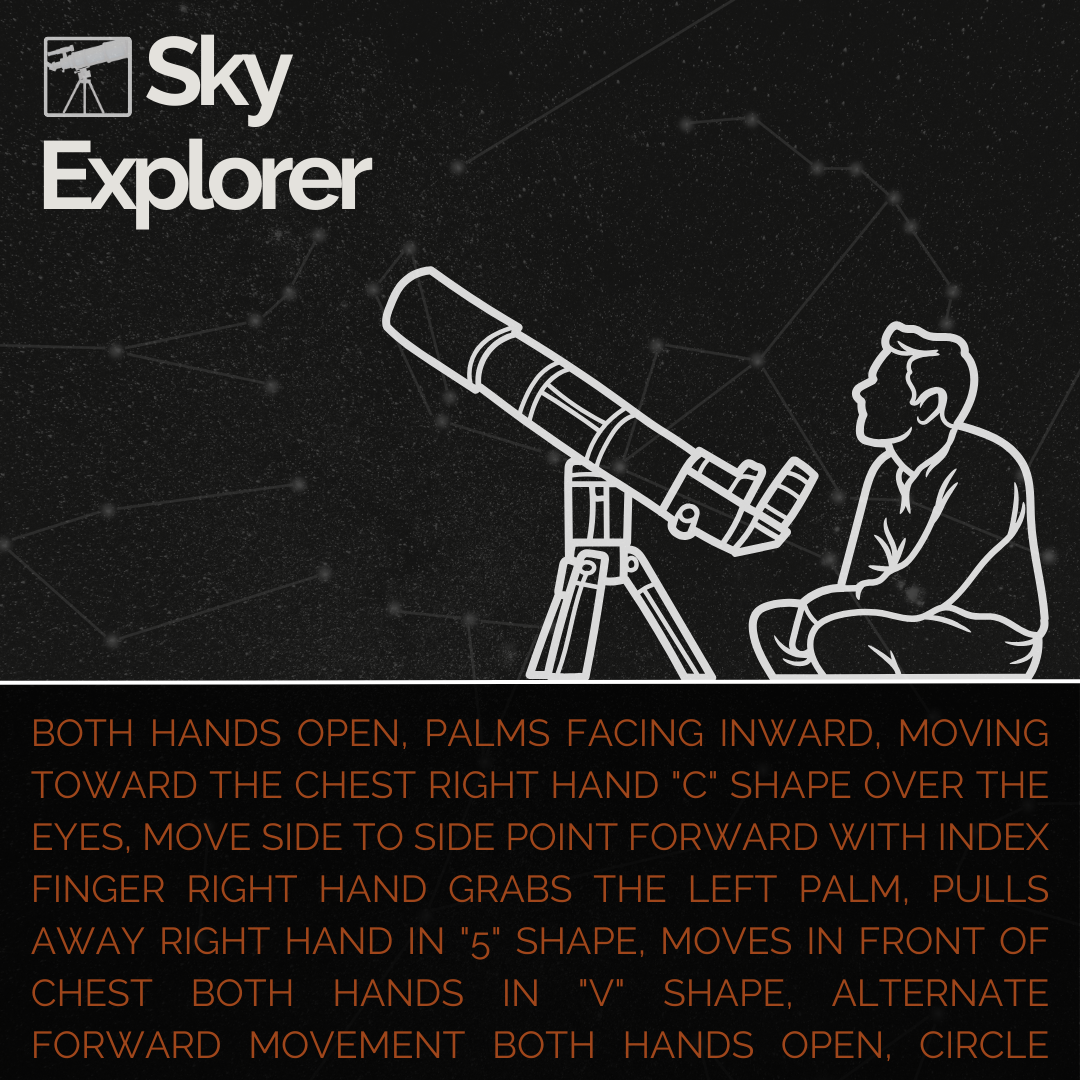 Sky
Explorer
BOTH HANDS OPEN, PALMS FACING INWARD, MOVING
TOWARD THE CHEST RIGHT HAND "C" SHAPE OVER THE
EYES, MOVE SIDE TO SIDE POINT FORWARD WITH INDEX
FINGER RIGHT HAND GRABS THE LEFT PALM, PULLS
AWAY RIGHT HAND IN "5" SHAPE, MOVES IN FRONT OF
CHEST BOTH HANDS IN "V" SHAPE, ALTERNATE
FORWARD MOVEMENT BOTH HANDS OPEN, CIRCLE